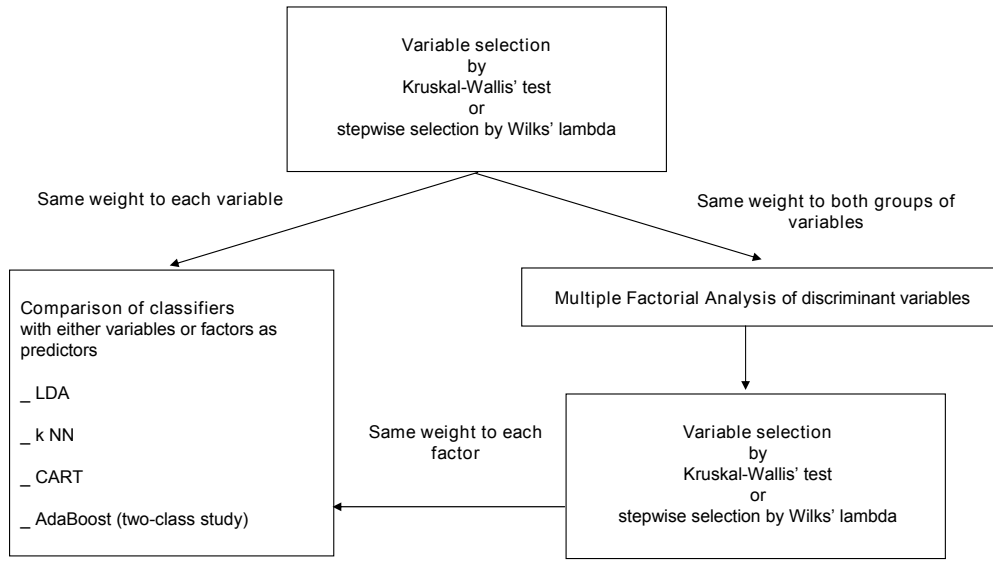 Variable selection
by
Kruskal-Wallis' test
or
stepwise selection by Wilks' lambda
Same weight to each variable
Same weight to both groups of
variables
Comparison of classifiers
with either variables or factors as
predictors
_ LDA
_ k NN
_ CART
_ AdaBoost (two-class study)
Multiple Factorial Analysis of discriminant variables
Same weight to each
factor
Variable selection
by
Kruskal-Wallis' test
or
stepwise selection by Wilks' lambda